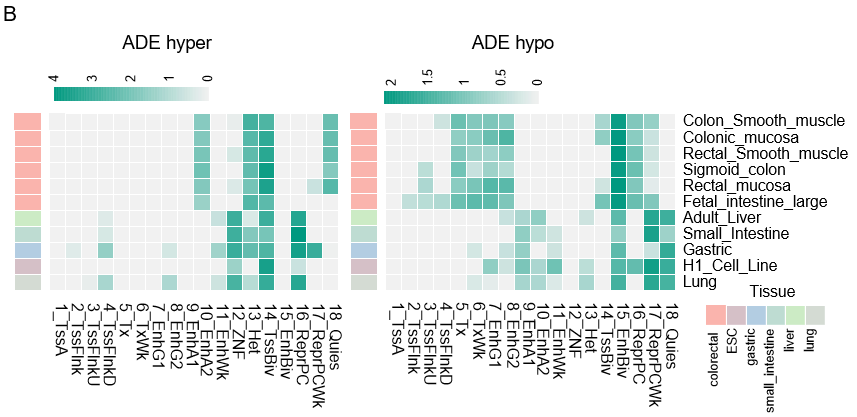 B
ADE hyper
ADE hypo
4
3
2
1
0
2
1.5
1
0.5
0
Colon_Smooth_muscle
Colonic_mucosa
Rectal_Smooth_muscle
Sigmoid_colon
Rectal_mucosa
Fetal_intestine_large
Adult_Liver
Small_Intestine
Gastric
H1_Cell_Line
Lung
1_TssA
2_TssFlnk
3_TssFlnkU
4_TssFlnkD
5_Tx
6_TxWk
7_EnhG1
8_EnhG2
9_EnhA1
10_EnhA2
11_EnhWk
12_ZNF
13_Het
14_TssBiv
15_EnhBiv
16_ReprPC
17_ReprPCWk
18_Quies
1_TssA
2_TssFlnk
3_TssFlnkU
4_TssFlnkD
5_Tx
6_TxWk
7_EnhG1
8_EnhG2
9_EnhA1
10_EnhA2
11_EnhWk
12_ZNF
13_Het
14_TssBiv
15_EnhBiv
16_ReprPC
17_ReprPCWk
18_Quies
Tissue
colorectal
ESC
gastric
small_intestine
liver
lung